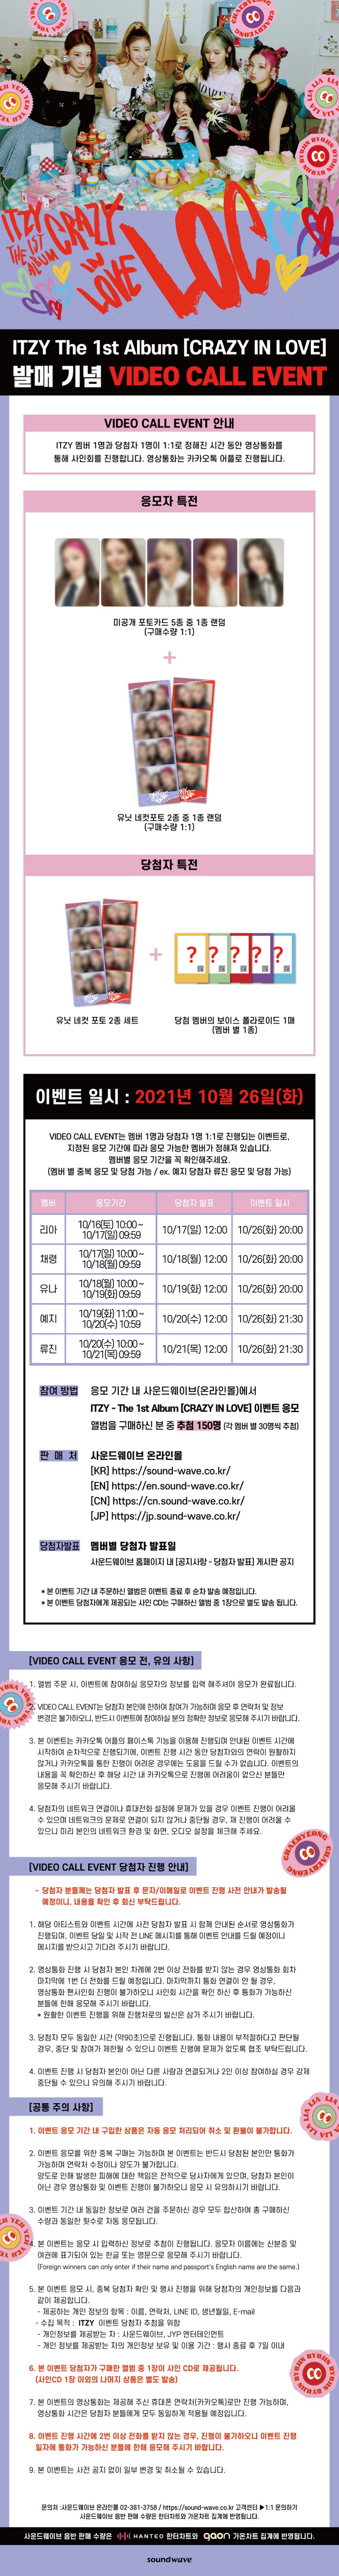 ITZY CRAZY
THE 1ST ALBUM
IN
LOVE
ITZY The 1st Album [CRAZY IN LOVE]
발매 기념 VIDEO CALL EVENT
VIDEO CALL EVENT 안내
ITZY 멤버 1명과 당첨자 1명이 1:1로 정해진 시간 동안 영상통화를
통해 사인회를 진행합니다. 영상통화는 카카오톡 어플로 진행됩니다.
응모자 특전
미공개 포토카드 5종 중 1종 랜덤
(구매수량 1:1)
+
유닛 네컷포토 2종 중 1종 랜덤
(구매수량 1:1)
당첨자 특전
+
? ? ? ? ?
유닛 네컷 포토 2종 세트
당첨 멤버의 보이스 폴라로이드 1매
(멤버 별 1종)
이벤트 일시 : 2021년 10월 26일(화)
VIDEO CALL EVENT는 멤버 1명과 당첨자 1명 1:1로 진행되는 이벤트로,
지정된 응모 기간에 따라 응모 가능한 멤버가 정해져 있습니다.
멤버별 응모 기간을 꼭 확인해주세요.
(멤버 별 중복 응모 및 당첨 가능 / ex. 예지 당첨자 류진 응모 및 당첨 가능)
멤버 응모기간 당첨자 발표 이벤트 일시
리아 10/16(토) 10:00 ~ 10/17(일) 09:59 10/17(일) 12:00 10/26(화) 20:00
채령 10/17(일) 10:00 ~ 10/18(월) 09:59 10/18(월) 12:00 10/26(화) 20:00
유나 10/18(월) 10:00 ~ 10/19(화) 09:59 10/19(화) 12:00 10/26(화) 20:00
예지 10/19(화) 11:00 ~ 10/20(수) 10:59 10/20(수) 12:00 10/26(화) 21:30
류진 10/20(수) 10:00 ~ 10/21(목) 09:59 10/21(목) 12:00 10/26(화) 21:30
참여 방법 응모 기간 내 사운드웨이브(온라인몰)에서
ITZY - The 1st Album [CRAZY IN LOVE] 이벤트 응모
앨범을 구매하신 분 중 추첨 150명 (각 멤버 별 30명씩 추첨)
판 매 처 사운드웨이브 온라인몰
[KR] https://sound-wave.co.kr/
[EN] https://en.sound-wave.co.kr/
[CN] https://cn.sound-wave.co.kr/
[JP] https://jp.sound-wave.co.kr/
당첨자발표 멤버별 당첨자 발표일
사운드웨이브 홈페이지 내 [공지사항 - 당첨자 발표] 게시판 공지
* 본 이벤트 기간 내 주문하신 앨범은 이벤트 종료 후 순차 발송 예정입니다.
* 본 이벤트 당첨자에게 제공되는 사인 CD는 구매하신 앨범 중 1장으로 별도 발송 됩니다.
[VIDEO CALL EVENT 응모 전, 유의 사항]
1. 앨범 주문 시, 이벤트에 참여하실 응모자의 정보를 입력 해주셔야 응모가 완료됩니다.
2. VIDEO CALL EVENT는 당첨자 본인에 한하여 참여가 가능하며 응모 후 연락처 및 정보
변경은 불가하오니, 반드시 이벤트에 참여하실 분의 정확한 정보로 응모해 주시기 바랍니다.
3. 본 이벤트는 카카오톡 어플의 페이스톡 기능을 이용해 진행되며 안내된 이벤트 시간에
시작하여 순차적으로 진행되기에, 이벤트 진행 시간 동안 당첨자와의 연락이 원활하지
않거나 카카오톡을 통한 진행이 어려운 경우에는 도움을 드릴 수가 없습니다. 이벤트의
내용을 꼭 확인하신 후 해당 시간 내 카카오톡으로 진행에 어려움이 없으신 분들만
응모해 주시기 바랍니다.
4. 당첨자의 네트워크 연결이나 휴대전화 설정에 문제가 있을 경우 이벤트 진행이 어려울
수 있으며 네트워크의 문제로 연결이 되지 않거나 중단될 경우, 재 진행이 어려울 수
있으니 미리 본인의 네트워크 환경 및 화면, 오디오 설정을 체크해 주세요.
[VIDEO CALL EVENT 당첨자 진행 안내]
- 당첨자 분들께는 당첨자 발표 후 문자/이메일로 이벤트 진행 사전 안내가 발송될
예정이니, 내용을 확인 후 회신 부탁드립니다.
1. 해당 아티스트와 이벤트 시간에 사전 당첨자 발표 시 함께 안내된 순서로 영상통화가
진행되며, 이벤트 당일 및 시작 전 LINE 메시지를 통해 이벤트 안내를 드릴 예정이니
메시지를 받으시고 기다려 주시기 바랍니다.
2. 영상통화 진행 시 당첨자 본인 차례에 2번 이상 전화를 받지 않는 경우 영상통화 회차
마지막에 1번 더 전화를 드릴 예정입니다. 마지막까지 통화 연결이 안 될 경우,
영상통화 팬사인회 진행이 불가하오니 사인회 시간을 확인 하신 후 통화가 가능하신
분들에 한해 응모해 주시기 바랍니다.
* 원활한 이벤트 진행을 위해 진행처로의 발신은 삼가 주시기 바랍니다.
3. 당첨자 모두 동일한 시간 (약90초)으로 진행됩니다. 통화 내용이 부적절하다고 판단될
경우, 중단 및 참여가 제한될 수 있으니 이벤트 진행에 문제가 없도록 협조 부탁드립니다.
4. 이벤트 진행 시 당첨자 본인이 아닌 다른 사람과 연결되거나 2인 이상 참여하실 경우 강제
중단될 수 있으니 유의해 주시기 바랍니다.
[공통 주의 사항]
1. 이벤트 응모 기간 내 구입한 상품은 자동 응모 처리되어 취소 및 환불이 불가합니다.
2. 이벤트 응모를 위한 중복 구매는 가능하며 본 이벤트는 반드시 당첨된 본인만 통화가
가능하며 연락처 수정이나 양도가 불가합니다.
양도로 인해 발생한 피해에 대한 책임은 전적으로 당사자에게 있으며, 당첨자 본인이
아닌 경우 영상통화 및 이벤트 진행이 불가하오니 응모 시 유의하시기 바랍니다.
3. 이벤트 기간 내 동일한 정보로 여러 건을 주문하신 경우 모두 합산하여 총 구매하신
수량과 동일한 횟수로 자동 응모됩니다.
4. 본 이벤트는 응모 시 입력하신 정보로 추첨이 진행됩니다. 응모자 이름에는 신분증 및
여권에 표기되어 있는 한글 또는 영문으로 응모해 주시기 바랍니다.
(Foreign winners can only enter if their name and passport's English name are the same.)
5. 본 이벤트 응모 시, 중복 당첨자 확인 및 행사 진행을 위해 당첨자의 개인정보를 다음과
같이 제공합니다.
- 제공하는 개인 정보의 항목 : 이름, 연락처, LINE ID, 생년월일, E-mail
- 수집 목적 : ITZY 이벤트 당첨자 추첨을 위함
- 개인정보를 제공받는 자 : 사운드웨이브, JYP 엔터테인먼트
- 개인 정보를 제공받는 자의 개인정보 보유 및 이용 기간 : 행사 종료 후 7일 이내
6. 본 이벤트 당첨자가 구매한 앨범 중 1장이 사인 CD로 제공됩니다.
(사인CD 1장 이외의 나머지 상품은 별도 발송)
7. 본 이벤트의 영상통화는 제공해 주신 휴대폰 연락처(카카오톡)로만 진행 가능하며,
영상통화 시간은 당첨자 분들에게 모두 동일하게 적용될 예정입니다.
8. 이벤트 진행 시간에 2번 이상 전화를 받지 않는 경우, 진행이 불가하오니 이벤트 진행
일자에 통화가 가능하신 분들에 한해 응모해 주시기 바랍니다.
9. 본 이벤트는 사전 공지 없이 일부 변경 및 취소될 수 있습니다.
문의처 :사운드웨이브 온라인몰 02-381-3758 / https://sound-wave.co.kr 고객센터 ▶1:1 문의하기
사운드웨이브 음반 판매 수량은 한터차트와 가온차트 집계에 반영됩니다.
사운드웨이브 음반 판매 수량은 HANTEO 한터차트와 gaon 가온차트 집계에 반영됩니다.
soundwave